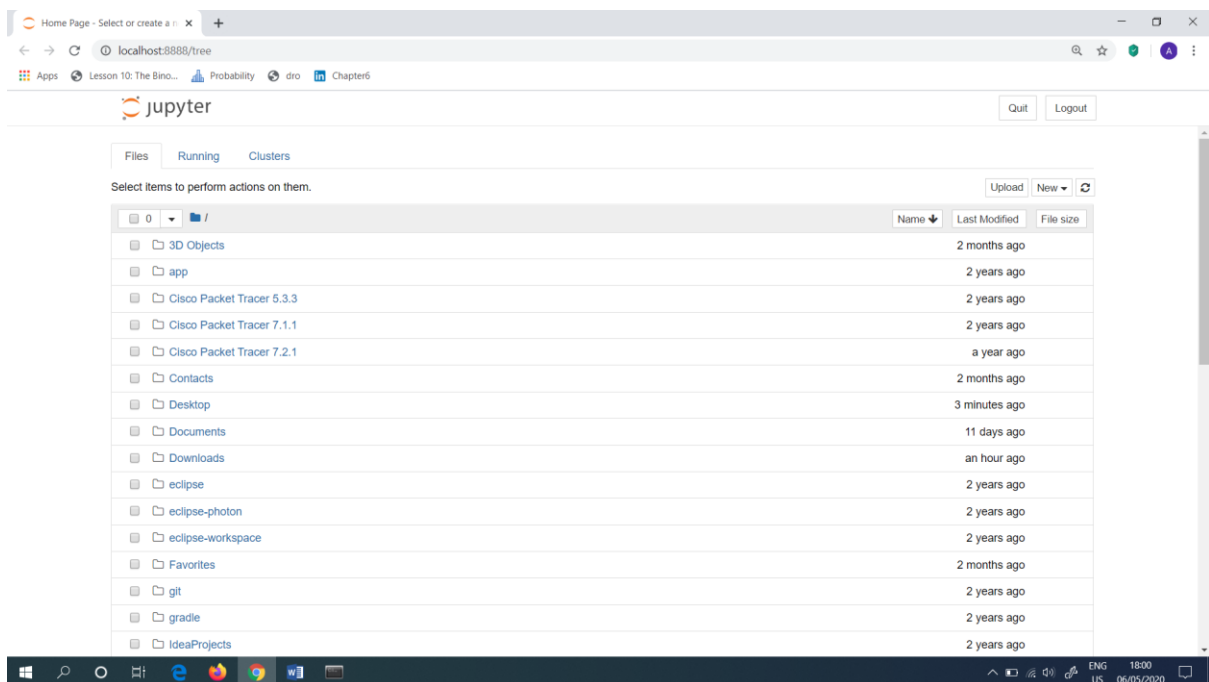 Home Page - Select or create a n
localhost:8888/tree
Apps Lesson 10: The Bino... Probability dro Chapter6
jupyter Quit Logout
Files Running Clusters
Select items to perform actions on them. Upload New
0 / Name Last Modified File size
3D Objects 2 months ago
app 2 years ago
Cisco Packet Tracer 5.3.3 2 years ago
Cisco Packet Tracer 7.1.1 2 years ago
Cisco Packet Tracer 7.2.1 a year ago
Contacts 2 months ago
Desktop 3 minutes ago
Documents 11 days ago
Downloads an hour ago
eclipse 2 years ago
eclipse-photon 2 years ago
eclipse-workspace 2 years ago
Favorites 2 months ago
git 2 years ago
gradle 2 years ago
IdeaProjects 2 years ago
ENG 18:00
US 06/05/2020